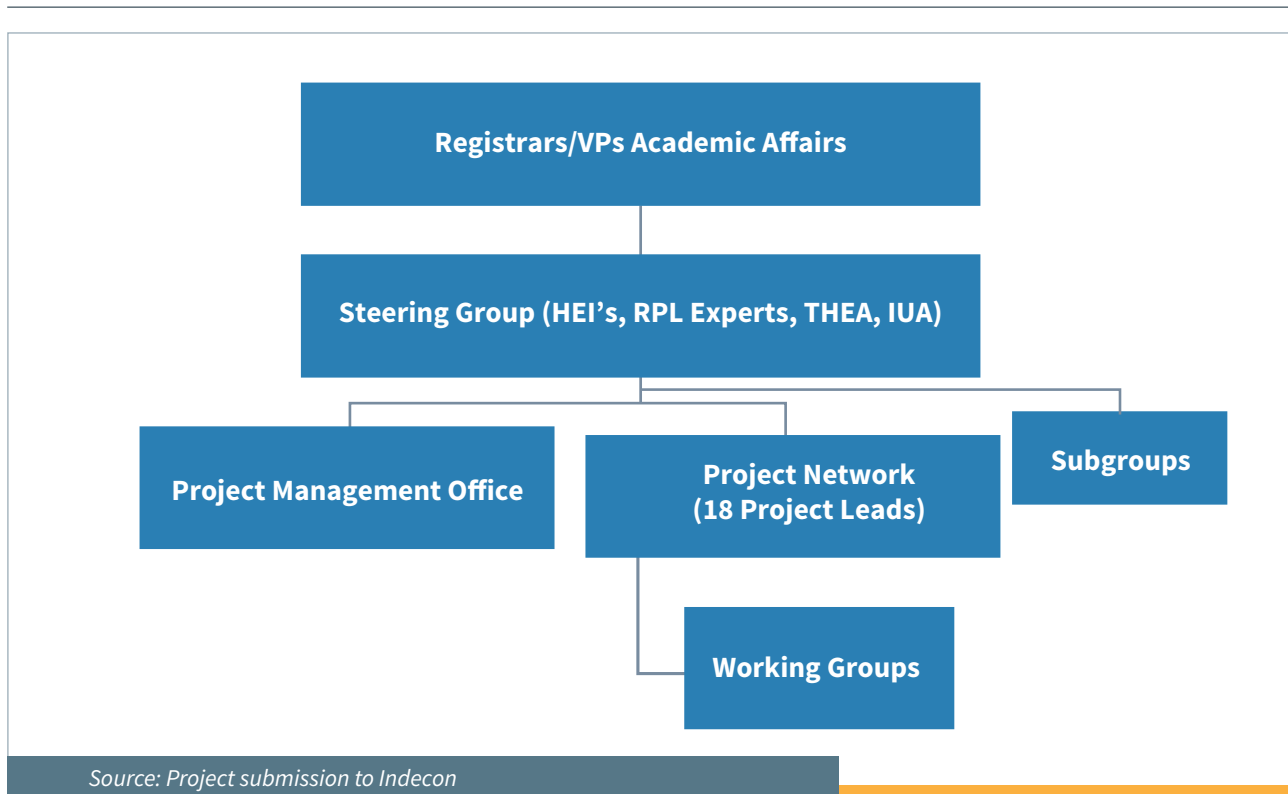 Registrars/VPs Academic Affairs
Steering Group (HEI’s, RPL Experts, THEA, IUA)
Project Management Office
Project Network
(18 Project Leads)
Subgroups
Working Groups
Source: Project submission to Indecon